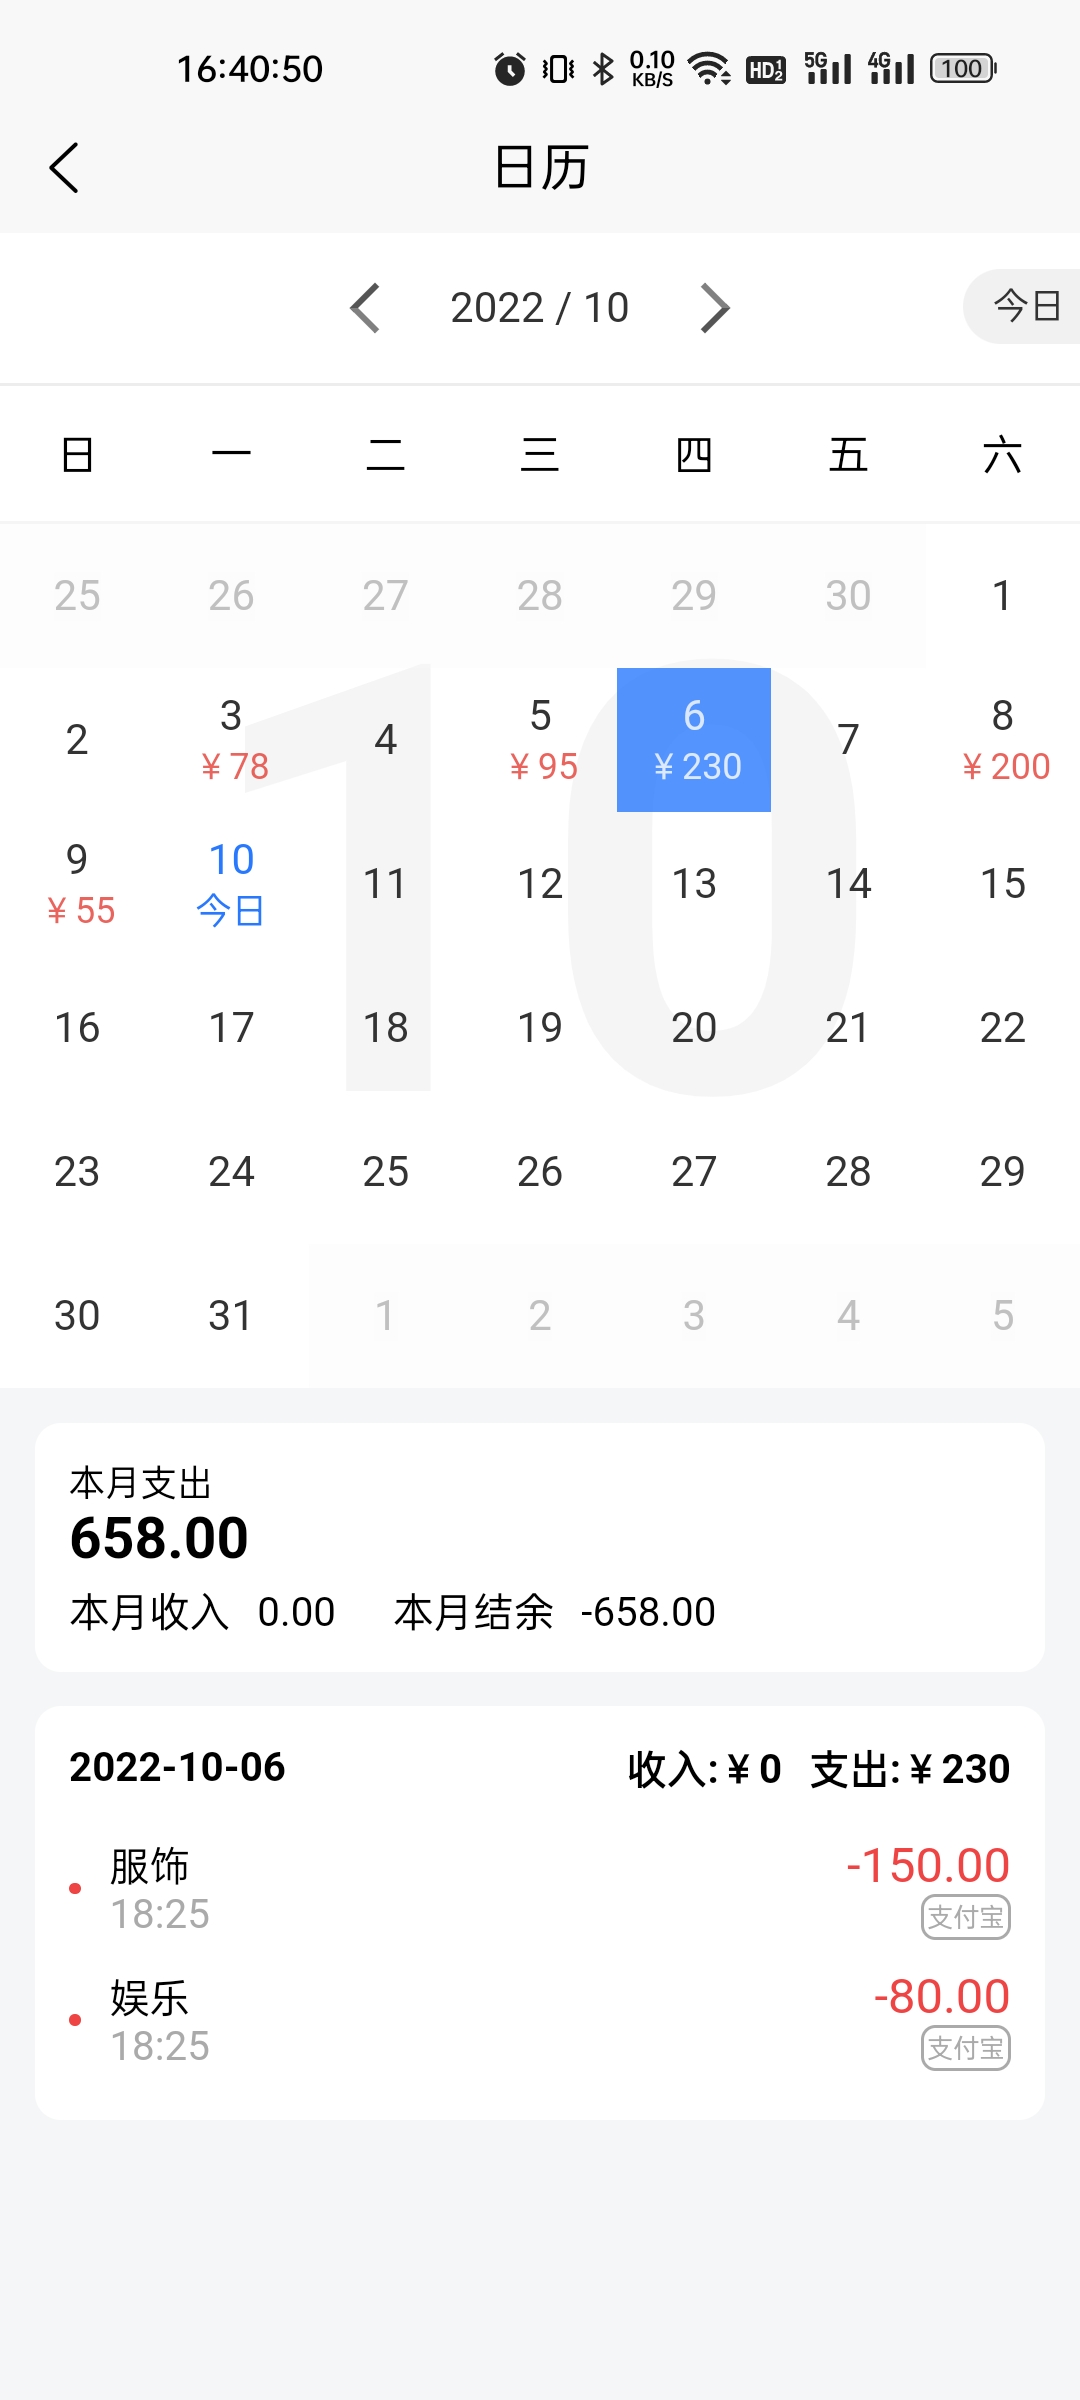 16:40:50 0.10 KB/S HD 1 2 5G 4G 100
日历
2022 / 10 今日
日 一 二 三 四 五 六
25 26 27 28 29 30 1
2 3 4 5 6 7 8
¥ 78 ¥ 95 ¥ 230 ¥ 200
9 10 11 12 13 14 15
¥ 55 今日
10
16 17 18 19 20 21 22
23 24 25 26 27 28 29
30 31 1 2 3 4 5
本月支出
658.00
本月收入 0.00 本月结余 -658.00
2022-10-06 收入: ¥ 0 支出: ¥ 230
服饰 -150.00
18:25 支付宝
娱乐 -80.00
18:25 支付宝